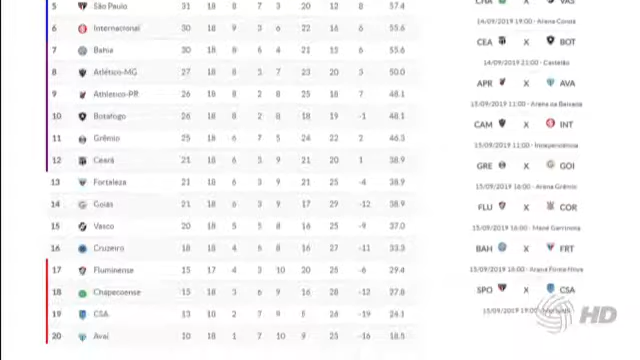 5 São Paulo 31 18 8 7 3 20 12 8 57.4
6 Internacional 30 18 9 3 6 22 16 6 55.6
7 Bahia 30 18 8 6 4 21 15 6 55.6
8 Atlético-MG 27 18 8 3 7 23 20 3 50.0
9 Athletico-PR 26 18 8 2 8 25 18 7 48.1
10 Botafogo 26 18 8 2 8 18 19 -1 48.1
11 Grêmio 25 18 6 7 5 24 22 2 46.3
12 Ceará 21 18 6 3 9 21 20 1 38.9
13 Fortaleza 21 18 6 3 9 21 25 -4 38.9
14 Goiás 21 18 6 3 9 17 29 -12 38.9
15 Vasco 20 18 5 5 8 16 25 -9 37.0
16 Cruzeiro 18 18 4 6 8 16 27 -11 33.3
17 Fluminense 15 17 4 3 10 20 25 29.4
18 Chapecoense 15 18 3 6 9 16 28 -12 27.8
19 CSA 2 7 9 -19 24.1
20 Avaí 10 18 1 7 10 9 25 -16 18.5
CHA X VAS
14/09/2019 19:00 - Arena Condá
CEA X BOT
14/09/2019 21:00 - Castelão
APR X AVA
15/09/2019 11:00 - Arena da Baixada
CAM X INT
15/09/2019 11:00 - Independência
GRE X GOI
15/09/2019 16:00 - Arena Grêmio
FLU X COR
15/09/2019 16:00 - Mané Garrincha
BAH X FRT
15/09/2019 16:00 - Arena Fonte Nova
SPO X CSA
15/09/2019 19:00
HD